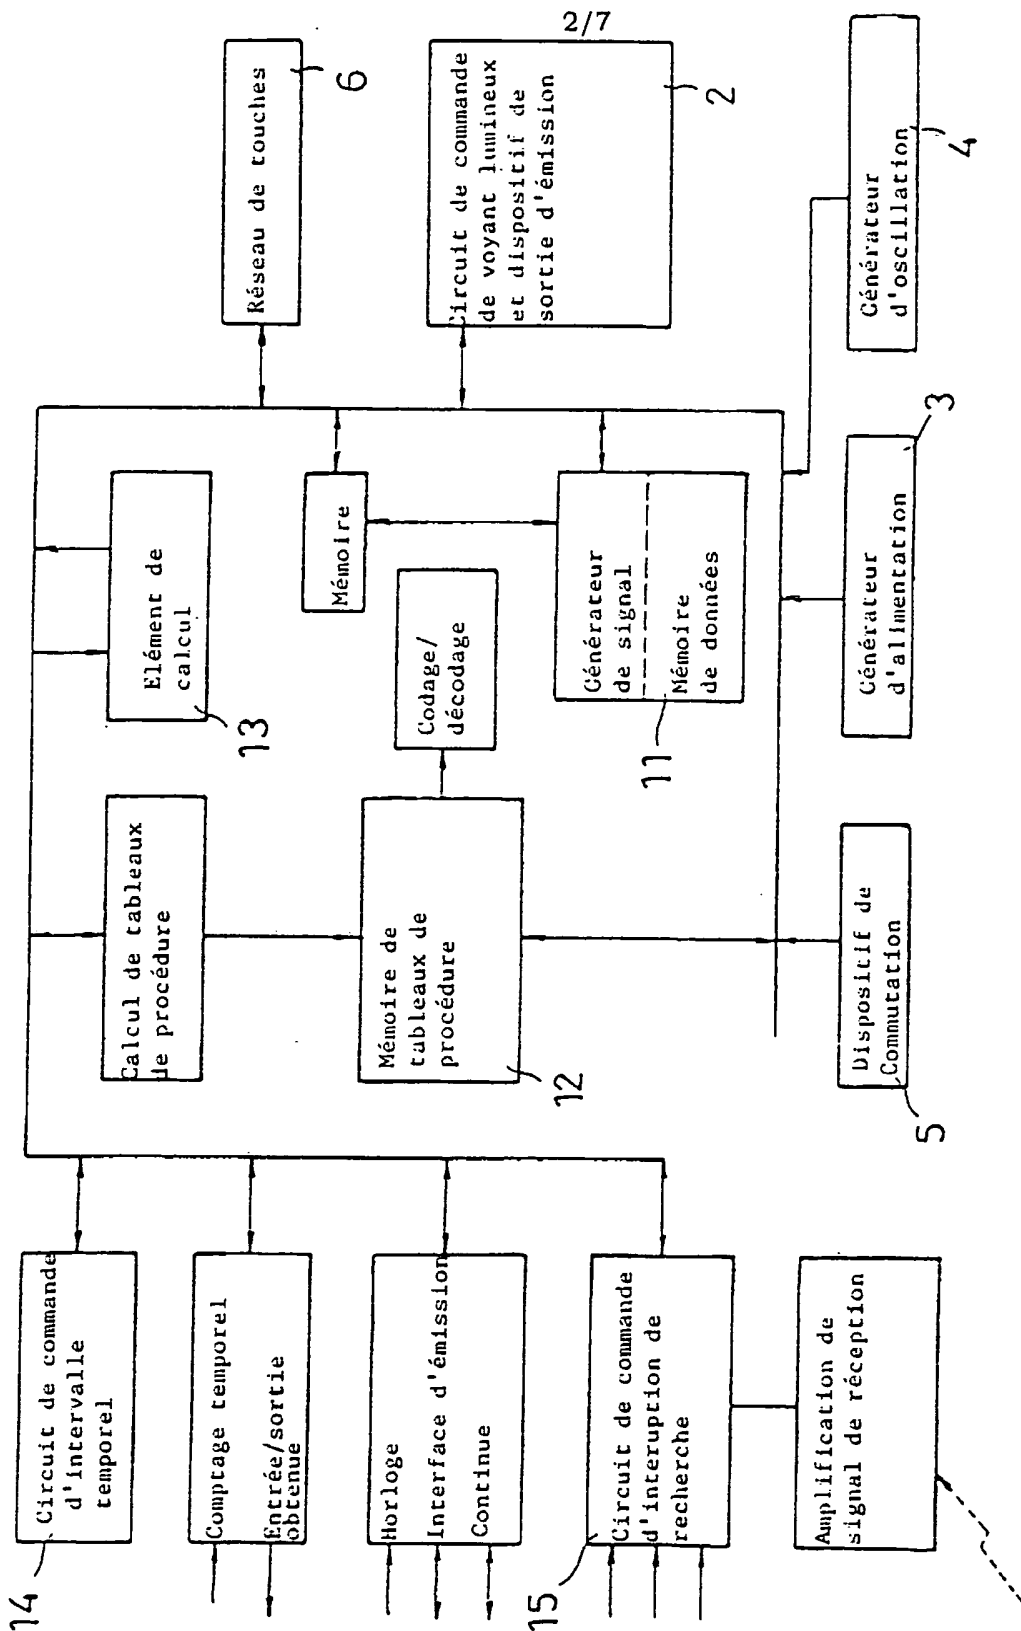 2/7
14
Circuit de commande
d'intervalle
temporel
Comptage temporel
Entrée/sortie
obtenue
Horloge
Interface d'émission
Continue
15
Circuit de commande
d'interuption de
recherche
Amplification de
signal de réception
Calcul de tableaux
de procédure
Mémoire de
tableaux de
procédure
12
Codage/
décodage
Elément de
calcul
13
Mémoire
Générateur
de signal
Mémoire
de données
11
Dispositif de
Commutation
5
Générateur
d'alimentation
3
Générateur
d'oscillation
4
Réseau de touches
6
Circuit de commande
de voyant lumineux
et dispositif de
sortie d'émission
2